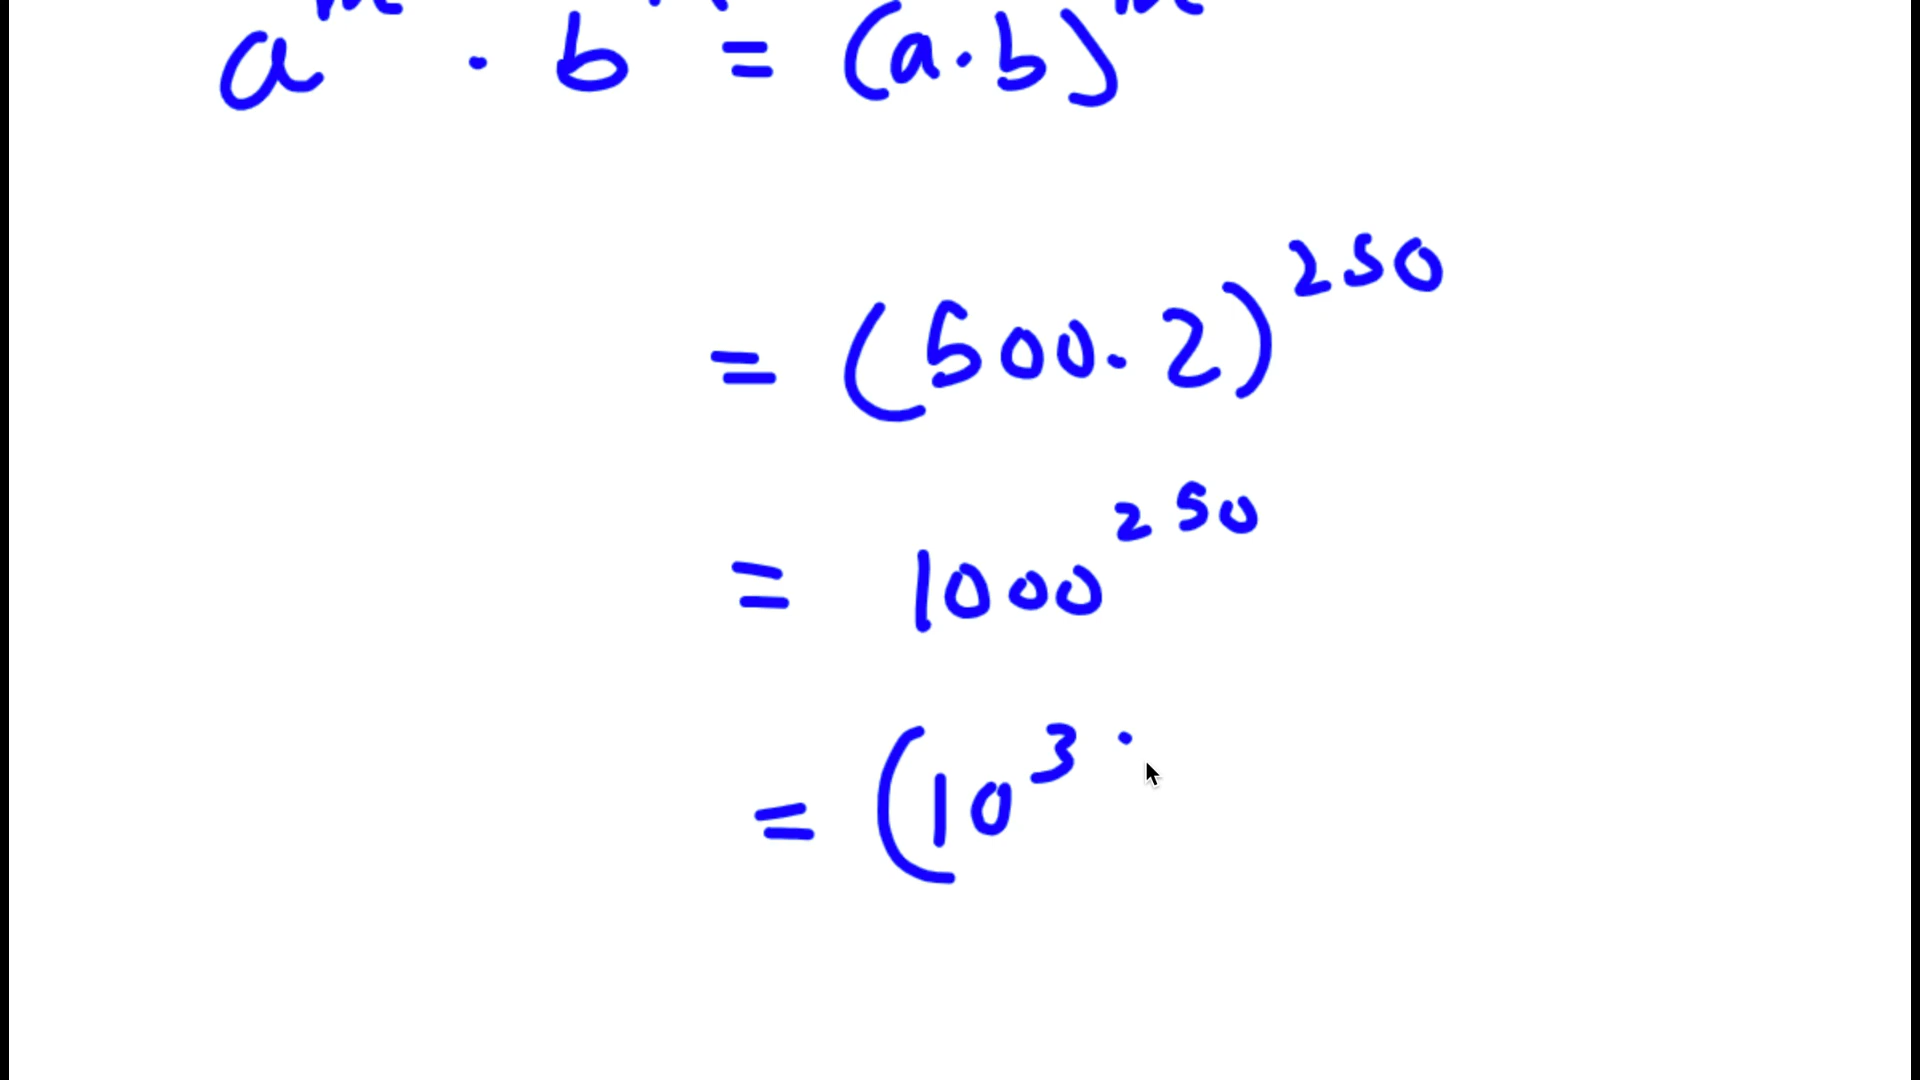 a^m · b^m = (a·b)^m
= (500·2)^250
= 1000^250
= (10^3 ·